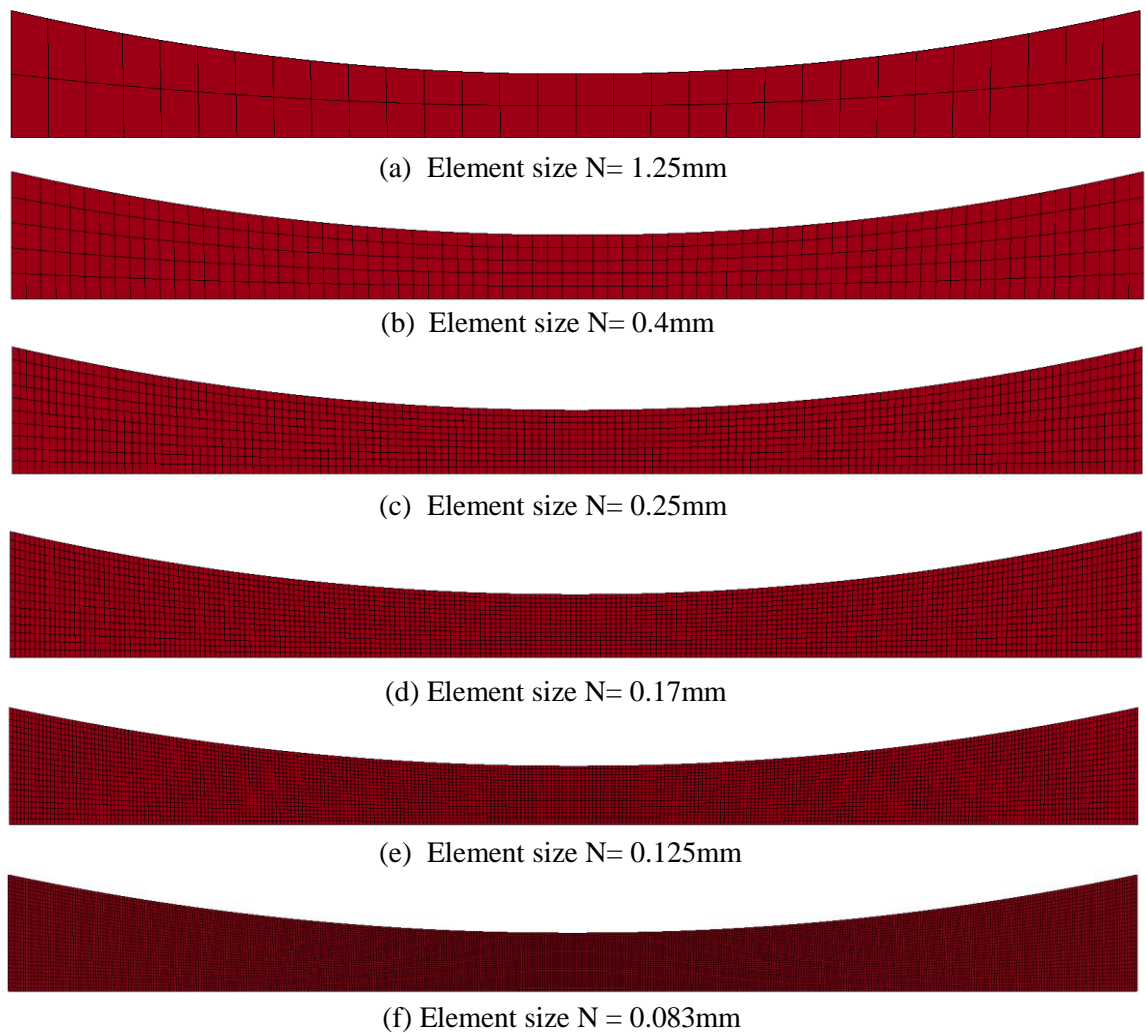 (a) Element size N= 1.25mm
(b) Element size N= 0.4mm
(c) Element size N= 0.25mm
(d) Element size N= 0.17mm
(e) Element size N= 0.125mm
(f) Element size N = 0.083mm